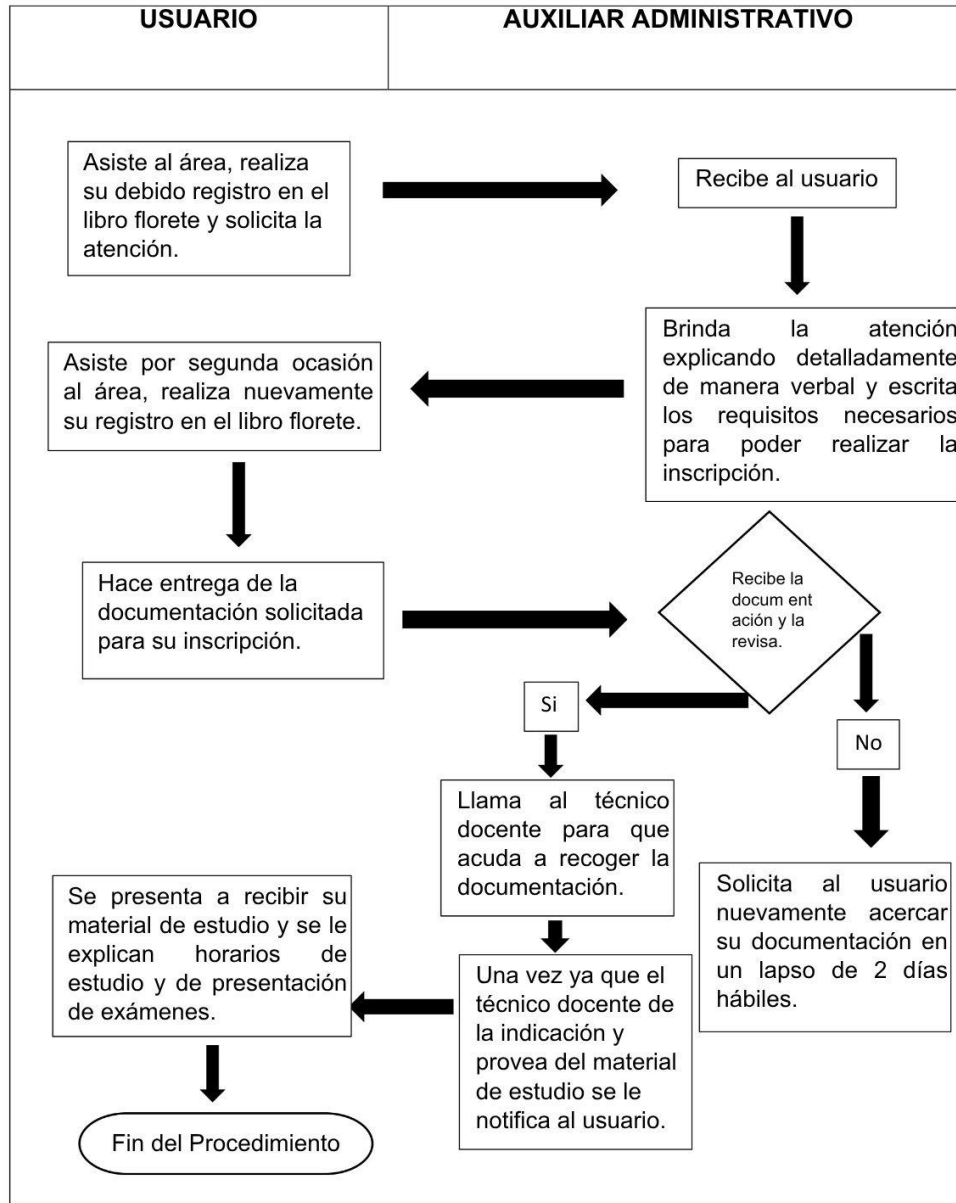 USUARIO
AUXILIAR ADMINISTRATIVO
Asiste al área, realiza
su debido registro en el
libro florete y solicita la
atención.
Recibe al usuario
Brinda la atención
explicando detalladamente
de manera verbal y escrita
los requisitos necesarios
para poder realizar la
inscripción.
Asiste por segunda ocasión
al área, realiza nuevamente
su registro en el libro florete.
Hace entrega de la
documentación solicitada
para su inscripción.
Recibe la
docum ent
ación y la
revisa.
Si
No
Llama al técnico
docente para que
acuda a recoger la
documentación.
Solicita al usuario
nuevamente acercar
su documentación en
un lapso de 2 días
hábiles.
Una vez ya que el
técnico docente de
la indicación y
provea del material
de estudio se le
notifica al usuario.
Se presenta a recibir su
material de estudio y se le
explican horarios de
estudio y de presentación
de exámenes.
Fin del Procedimiento